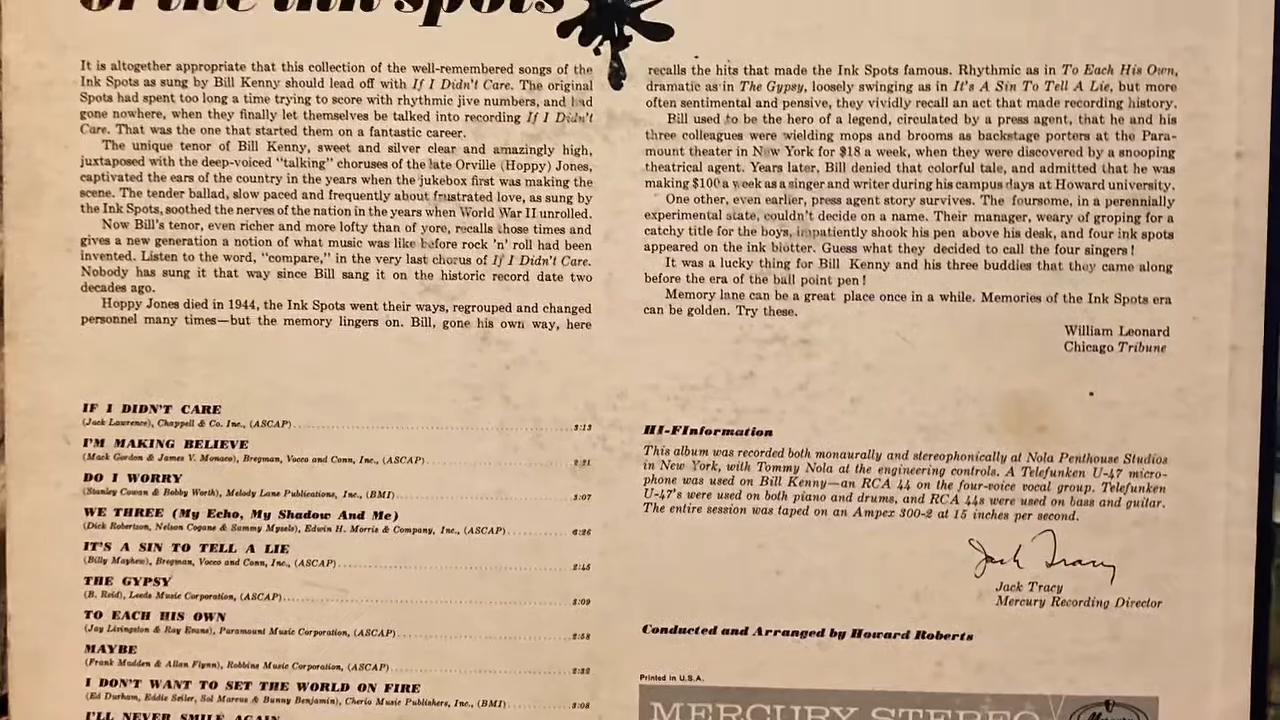 of the ink spots
It is altogether appropriate that this collection of the well-remembered songs of the
Ink Spots as sung by Bill Kenny should lead off with If I Didn't Care. The original
Spots had spent too long a time trying to score with rhythmic jive numbers, and had
gone nowhere, when they finally let themselves be talked into recording If I Didn't
Care. That was the one that started them on a fantastic career.
The unique tenor of Bill Kenny, sweet and silver clear and amazingly high,
juxtaposed with the deep-voiced "talking" choruses of the late Orville (Hoppy) Jones,
captivated the ears of the country in the years when the jukebox first was making the
scene. The tender ballad, slow paced and frequently about frustrated love, as sung by
the Ink Spots, soothed the nerves of the nation in the years when World War II unrolled.
Now Bill's tenor, even richer and more lofty than of yore, recalls those times and
gives a new generation a notion of what music was like before rock 'n' roll had been
invented. Listen to the word, "compare," in the very last chorus of If I Didn't Care.
Nobody has sung it that way since Bill sang it on the historic record date two
decades ago.
Hoppy Jones died in 1944, the Ink Spots went their ways, regrouped and changed
personnel many times—but the memory lingers on. Bill, gone his own way, here
recalls the hits that made the Ink Spots famous. Rhythmic as in To Each His Own,
dramatic as in The Gypsy, loosely swinging as in It's A Sin To Tell A Lie, but more
often sentimental and pensive, they vividly recall an act that made recording history.
Bill used to be the hero of a legend, circulated by a press agent, that he and his
three colleagues were wielding mops and brooms as backstage porters at the Para-
mount theater in New York for $18 a week, when they were discovered by a snooping
theatrical agent. Years later, Bill denied that colorful tale, and admitted that he was
making $100 a week as a singer and writer during his campus days at Howard university.
One other, even earlier, press agent story survives. The foursome, in a perennially
experimental state, couldn't decide on a name. Their manager, weary of groping for a
catchy title for the boys, impatiently shook his pen above his desk, and four ink spots
appeared on the ink blotter. Guess what they decided to call the four singers!
It was a lucky thing for Bill Kenny and his three buddies that they came along
before the era of the ball point pen!
Memory lane can be a great place once in a while. Memories of the Ink Spots era
can be golden. Try these.
William Leonard
Chicago Tribune
IF I DIDN'T CARE
(Jack Lawrence), Chappell & Co. Inc., (ASCAP) 3:13
I'M MAKING BELIEVE
(Mack Gordon & James V. Monaco), Bregman, Vocco and Conn, Inc., (ASCAP) 2:21
DO I WORRY
(Stanley Cowan & Bobby Worth), Melody Lane Publications, Inc., (BMI) 3:07
WE THREE (My Echo, My Shadow And Me)
(Dick Robertson, Nelson Cogane & Sammy Mysels), Edwin H. Morris & Company, Inc., (ASCAP) 6:26
IT'S A SIN TO TELL A LIE
(Billy Mayhew), Bregman, Vocco and Conn, Inc., (ASCAP) 2:45
THE GYPSY
(B. Reid), Leeds Music Corporation, (ASCAP) 3:09
TO EACH HIS OWN
(Jay Livingston & Ray Evans), Paramount Music Corporation, (ASCAP) 2:58
MAYBE
(Frank Madden & Allan Flynn), Robbins Music Corporation, (ASCAP) 2:32
I DON'T WANT TO SET THE WORLD ON FIRE
(Ed Durham, Eddie Seiler, Sol Marcus & Bunny Benjamin), Cherio Music Publishers, Inc., (BMI) 3:08
I'LL NEVER SMILE AGAIN
HI-FInformation
This album was recorded both monaurally and stereophonically at Nola Penthouse Studios
in New York, with Tommy Nola at the engineering controls. A Telefunken U-47 micro-
phone was used on Bill Kenny—an RCA 44 on the four-voice vocal group. Telefunken
U-47's were used on both piano and drums, and RCA 44s were used on bass and guitar.
The entire session was taped on an Ampex 300-2 at 15 inches per second.
Jack Tracy
Jack Tracy
Mercury Recording Director
Conducted and Arranged by Howard Roberts
Printed in U.S.A.
MERCURY STEREO
Mercury